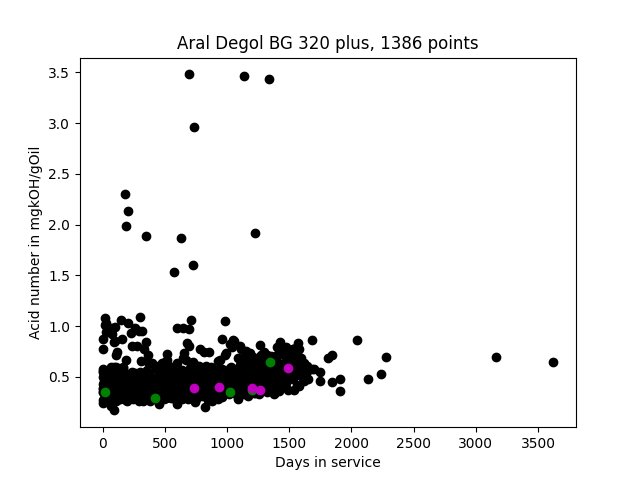 Aral Degol BG 320 plus, 1386 points
3.5
3.0
2.5
2.0
1.5
1.0
0.5
Acid number in mgkOH/gOil
0 500 1000 1500 2000 2500 3000 3500
Days in service